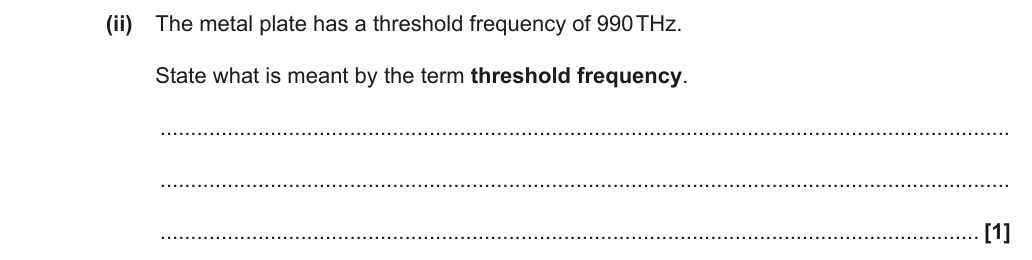 (ii) The metal plate has a threshold frequency of 990 THz.
State what is meant by the term threshold frequency.
..........................................................................................................................................
..........................................................................................................................................
..................................................................................................................................... [1]